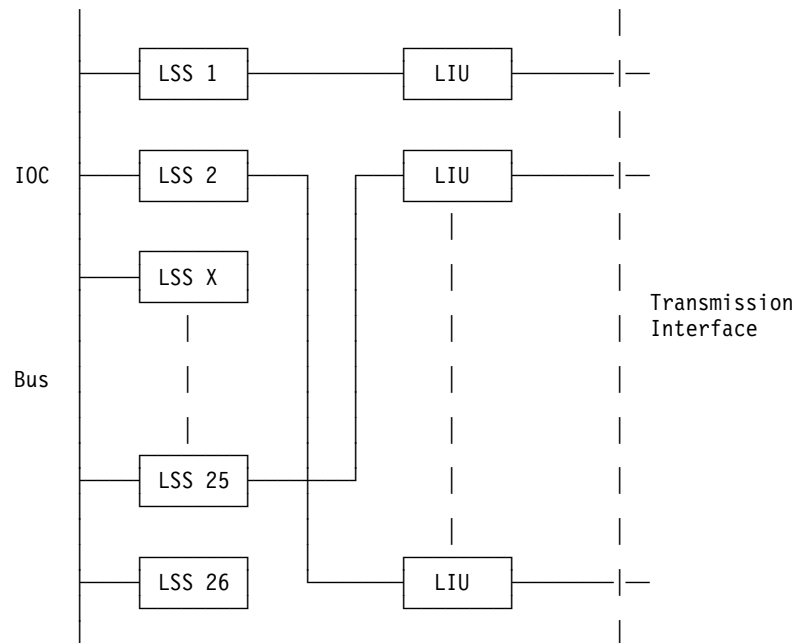 LSS 1
LIU
IOC
LSS 2
LIU
LSS X
Transmission
Interface
Bus
LSS 25
LSS 26
LIU